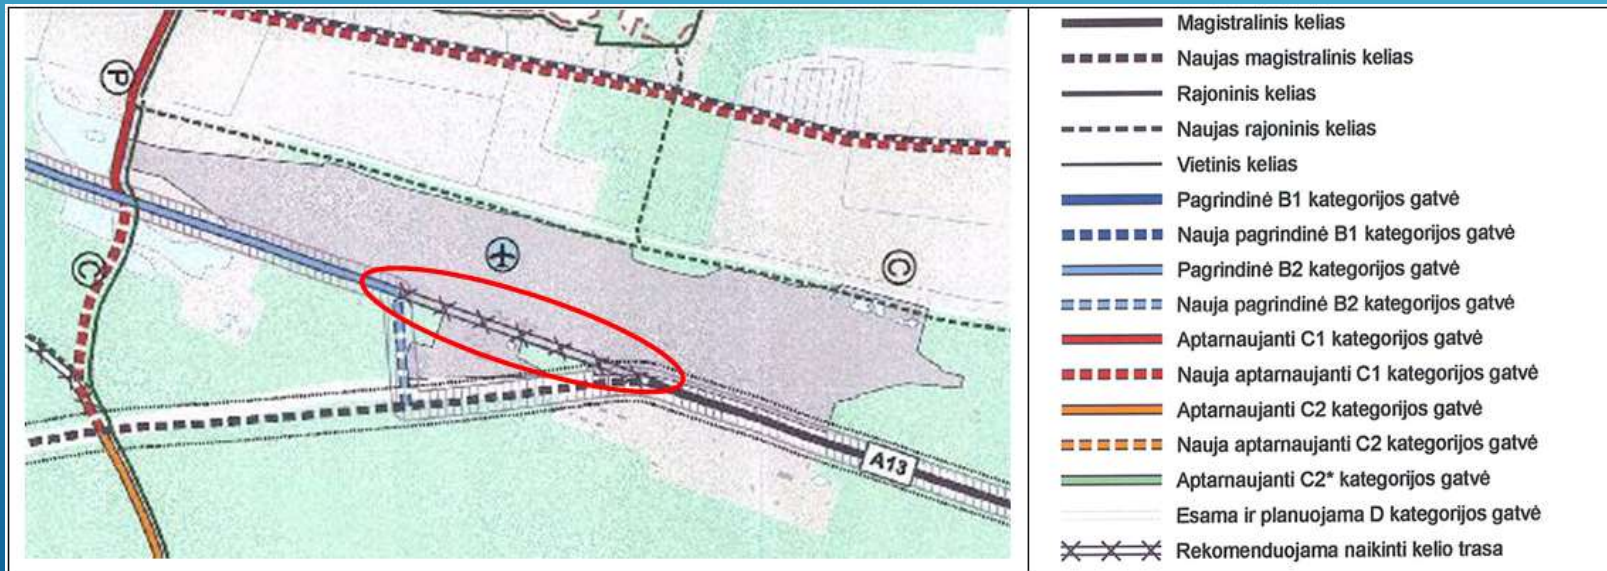 P
C
C
A13
Magistralinis kelias
Naujas magistralinis kelias
Rajoninis kelias
Naujas rajoninis kelias
Vietinis kelias
Pagrindinė B1 kategorijos gatvė
Nauja pagrindinė B1 kategorijos gatvė
Pagrindinė B2 kategorijos gatvė
Nauja pagrindinė B2 kategorijos gatvė
Aptarnaujanti C1 kategorijos gatvė
Nauja aptarnaujanti C1 kategorijos gatvė
Aptarnaujanti C2 kategorijos gatvė
Nauja aptarnaujanti C2 kategorijos gatvė
Aptarnaujanti C2* kategorijos gatvė
Esama ir planuojama D kategorijos gatvė
Rekomenduojama naikinti kelio trasa